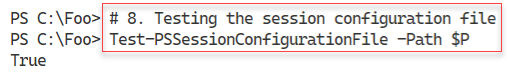 PS C:\Foo> # 8. Testing the session configuration file
PS C:\Foo> Test-PSSessionConfigurationFile -Path $P
True